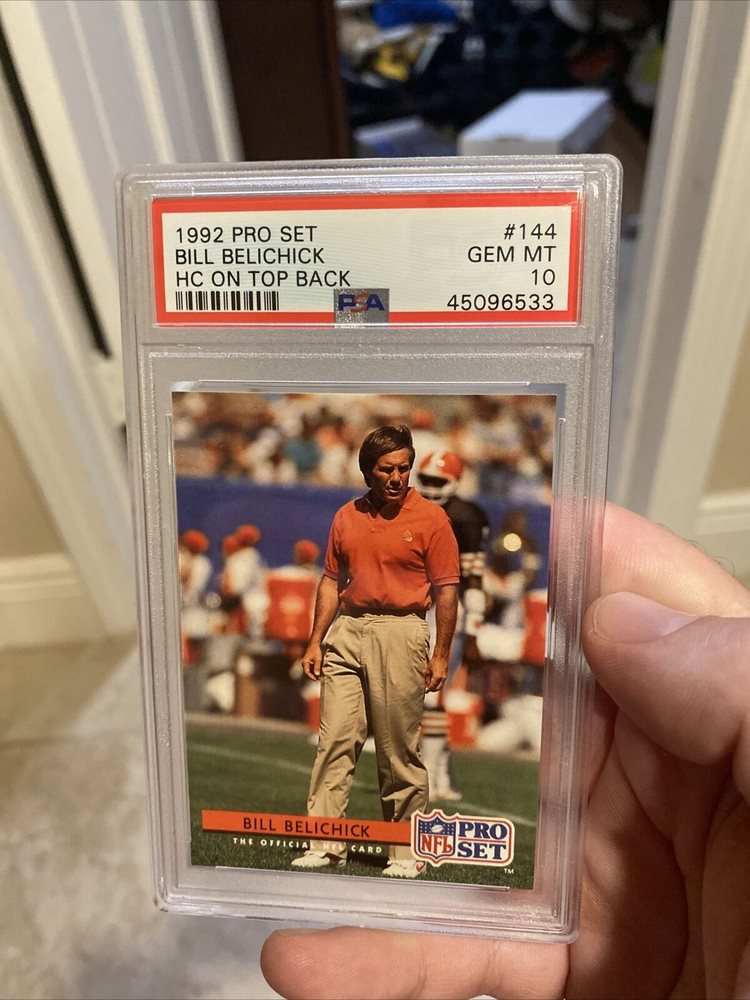 1992 PRO SET #144
BILL BELICHICK GEM MT
HC ON TOP BACK 10
PSA 45096533
BILL BELICHICK
THE OFFICIAL NFL CARD
NFL PRO SET
TM